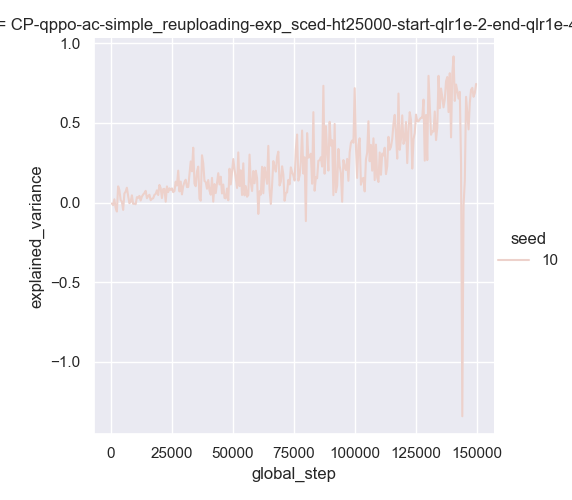 = CP-qppo-ac-simple_reuploading-exp_sced-ht25000-start-qlr1e-2-end-qlr1e-4
1.0
0.5
0.0
−0.5
−1.0
explained_variance
0 25000 50000 75000 100000 125000 150000
global_step
seed
10